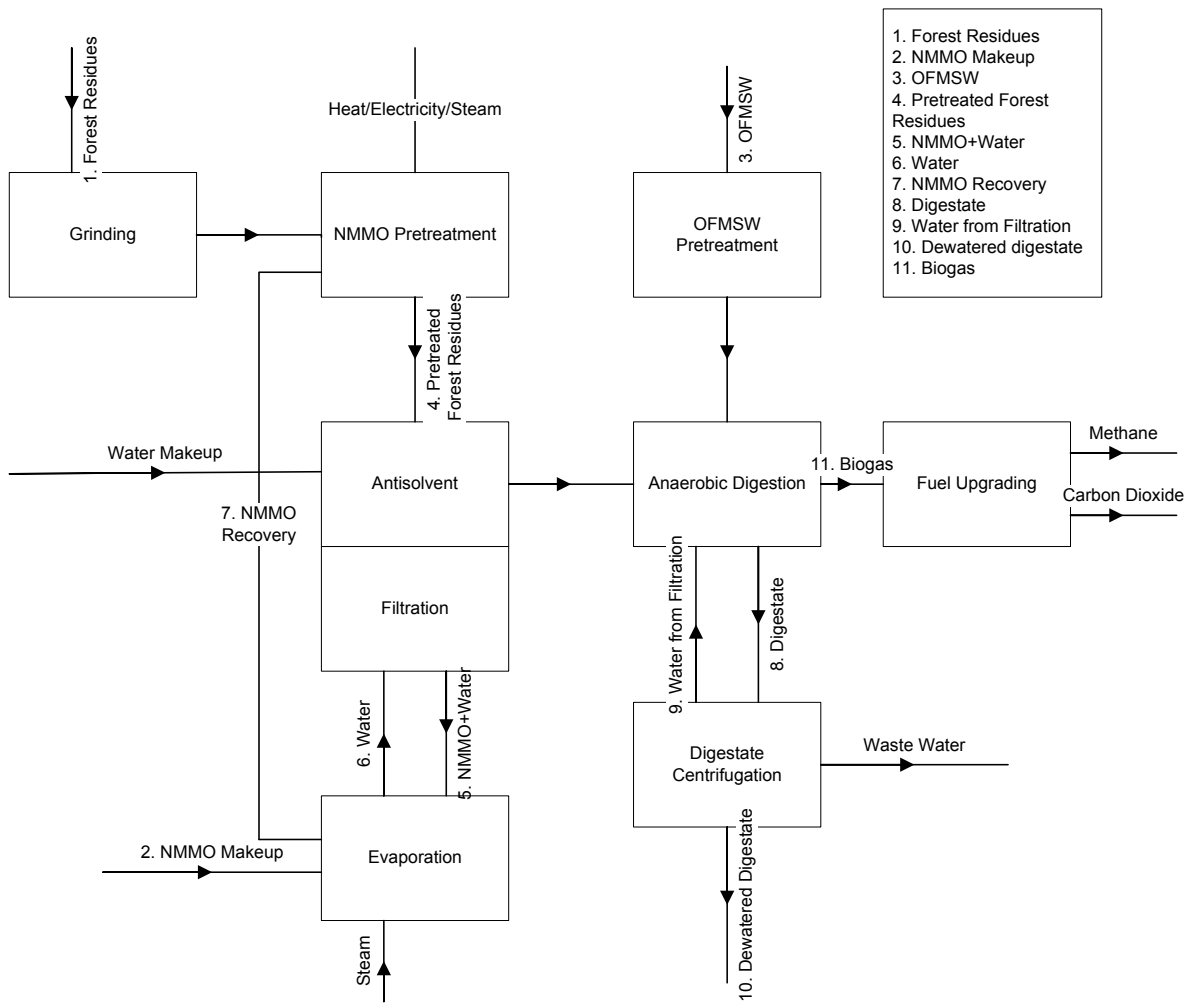 1. Forest Residues
Heat/Electricity/Steam
3. OFMSW
1. Forest Residues
2. NMMO Makeup
3. OFMSW
4. Pretreated Forest
Residues
5. NMMO+Water
6. Water
7. NMMO Recovery
8. Digestate
9. Water from Filtration
10. Dewatered digestate
11. Biogas
Grinding
NMMO Pretreatment
OFMSW
Pretreatment
4. Pretreated
Forest Residues
Water Makeup
Antisolvent
Anaerobic Digestion
11. Biogas
Fuel Upgrading
Methane
Carbon Dioxide
7. NMMO
Recovery
Filtration
9. Water from Filtration
8. Digestate
6. Water
5. NMMO+Water
Digestate
Centrifugation
Waste Water
2. NMMO Makeup
Evaporation
Steam
10. Dewatered Digestate